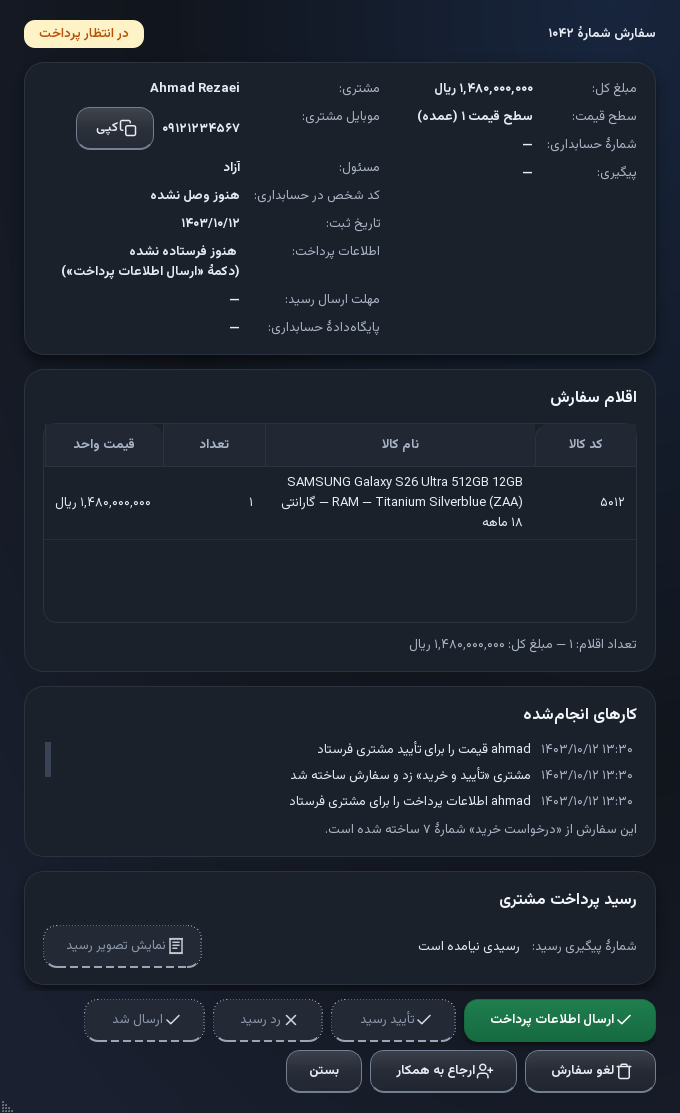 سفارش شمارهٔ ۱۰۴۲
در انتظار پرداخت
مبلغ کل: ۱,۴۸۰,۰۰۰,۰۰۰ ریال
سطح قیمت: سطح قیمت ۱ (عمده)
شمارهٔ حسابداری: —
پیگیری: —
مشتری: Ahmad Rezaei
موبایل مشتری: ۰۹۱۲۱۲۳۴۵۶۷ کپی
مسئول: آزاد
کد شخص در حسابداری: هنوز وصل نشده
تاریخ ثبت: ۱۴۰۳/۱۰/۱۲
اطلاعات پرداخت: هنوز فرستاده نشده
(دکمهٔ «ارسال اطلاعات پرداخت»)
مهلت ارسال رسید: —
پایگاه‌دادهٔ حسابداری: —
اقلام سفارش
کد کالا نام کالا تعداد قیمت واحد
SAMSUNG Galaxy S26 Ultra 512GB 12GB
۵۰۱۲ RAM — Titanium Silverblue (ZAA) — گارانتی ۱ ۱,۴۸۰,۰۰۰,۰۰۰ ریال
۱۸ ماهه
تعداد اقلام: ۱ — مبلغ کل: ۱,۴۸۰,۰۰۰,۰۰۰ ریال
کارهای انجام‌شده
۱۴۰۳/۱۰/۱۲ ۱۳:۳۰ ahmad قیمت را برای تأیید مشتری فرستاد
۱۴۰۳/۱۰/۱۲ ۱۳:۳۰ مشتری «تأیید و خرید» زد و سفارش ساخته شد
۱۴۰۳/۱۰/۱۲ ۱۳:۳۰ ahmad اطلاعات پرداخت را برای مشتری فرستاد
این سفارش از «درخواست خرید» شمارهٔ ۷ ساخته شده است.
رسید پرداخت مشتری
شمارهٔ پیگیری رسید: رسیدی نیامده است نمایش تصویر رسید
ارسال اطلاعات پرداخت تأیید رسید رد رسید ارسال شد
لغو سفارش ارجاع به همکار بستن